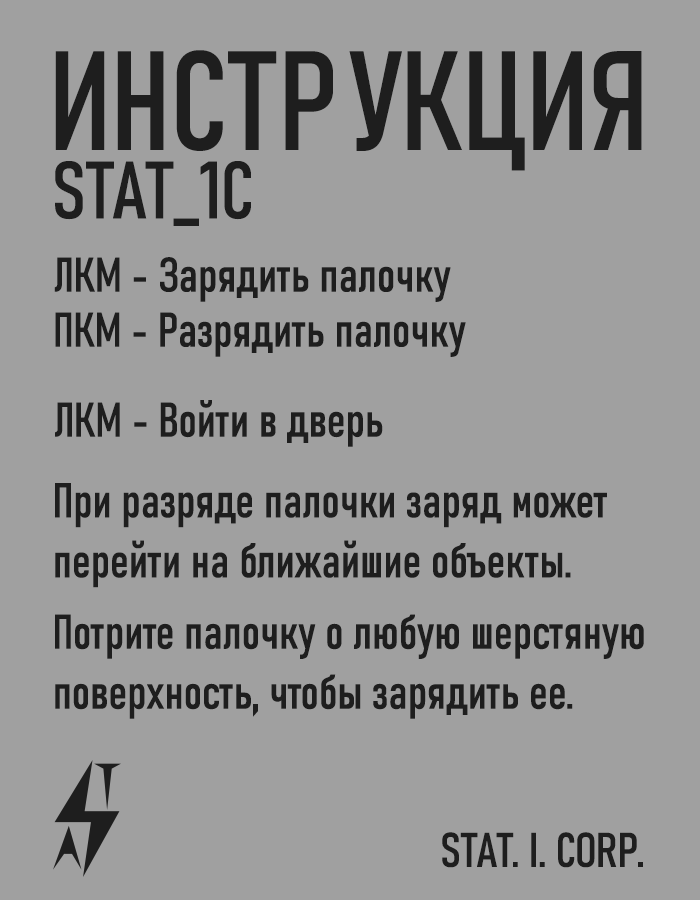 ИНСТРУКЦИЯ
STAT_1C
ЛКМ - Зарядить палочку
ПКМ - Разрядить палочку
ЛКМ - Войти в дверь
При разряде палочки заряд может
перейти на ближайшие объекты.
Потрите палочку о любую шерстяную
поверхность, чтобы зарядить ее.
STAT. I. CORP.